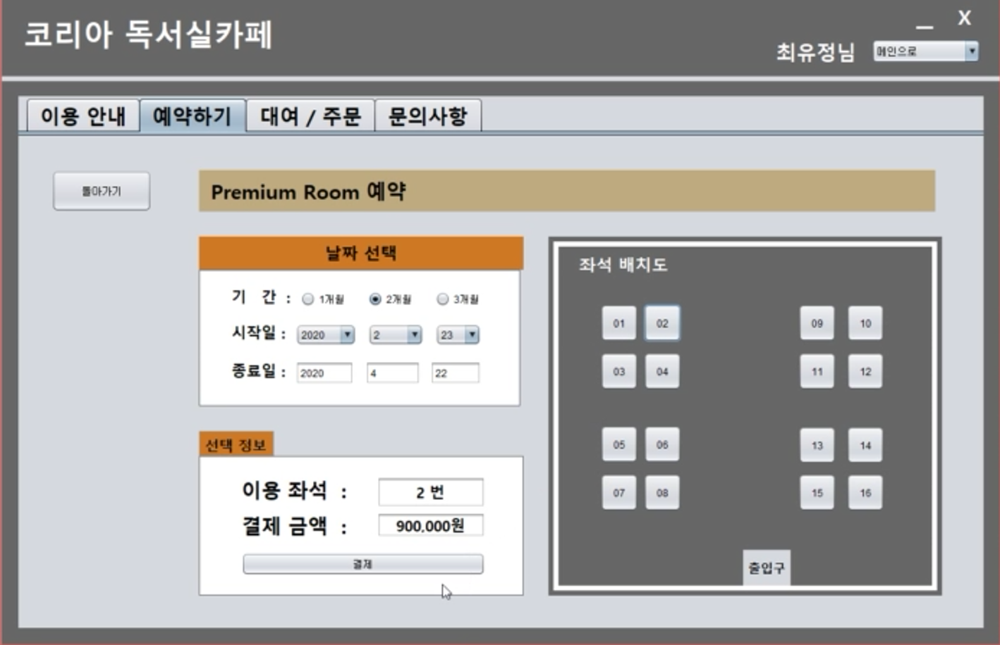 코리아 독서실카페
_ X
최유정님 메인으로
이용 안내 예약하기 대여 / 주문 문의사항
돌아가기
Premium Room 예약
날짜 선택
기 간 : 1개월 2개월 3개월
시작일 : 2020 2 23
종료일 : 2020 4 22
선택 정보
이용 좌석 : 2 번
결제 금액 : 900,000원
결제
좌석 배치도
01 02 09 10
03 04 11 12
05 06 13 14
07 08 15 16
출입구